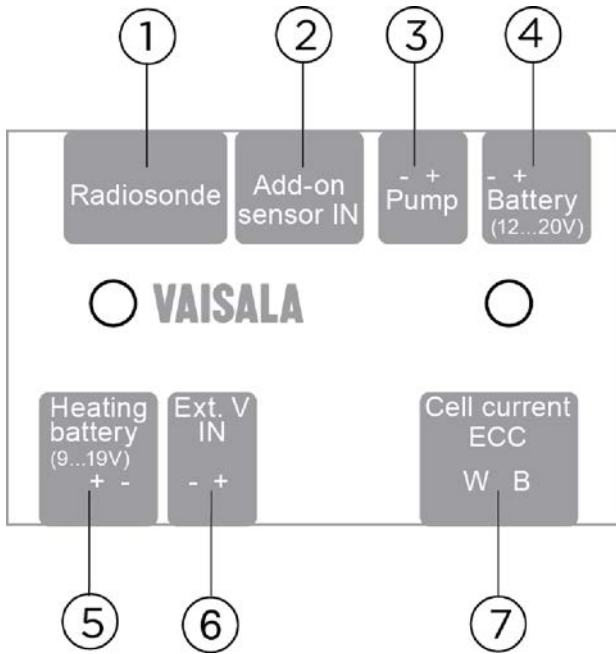 1 2 3 4
Radiosonde
Add-on
sensor IN
- +
Pump
- +
Battery
(12...20V)
VAISALA
Heating
battery
(9...19V)
+ -
Ext. V
IN
- +
Cell current
ECC
W B
5 6 7